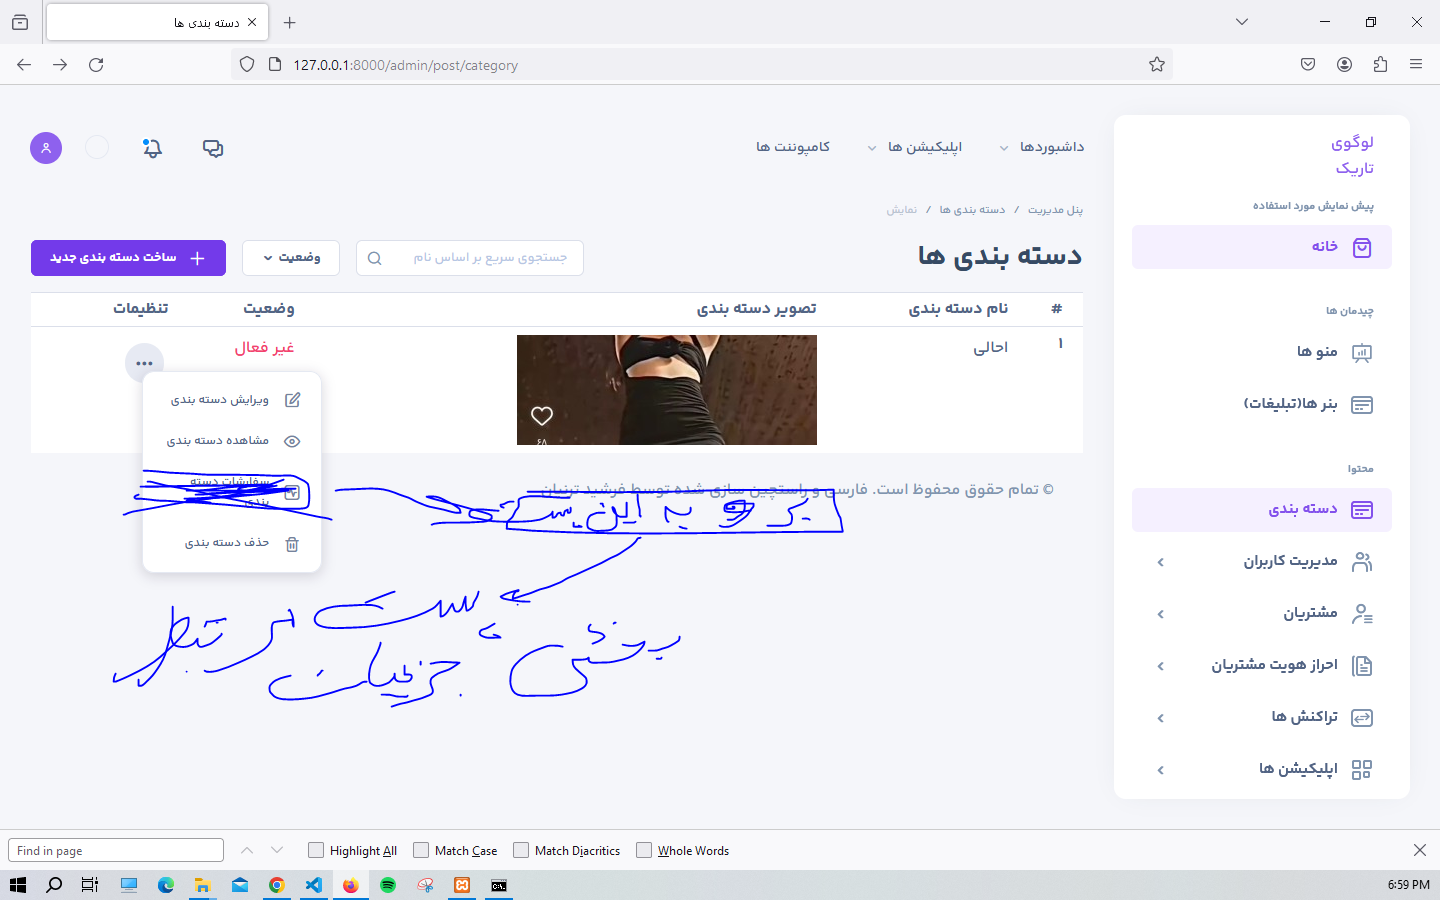 دسته بندی ها
127.0.0.1:8000/admin/post/category
لوگوی
تاریک
پیش نمایش مورد استفاده
خانه
چیدمان ها
منو ها
بنر ها(تبلیغات)
محتوا
دسته بندی
مدیریت کاربران
مشتریان
احراز هویت مشتریان
تراکنش ها
اپلیکیشن ها
داشبوردها
اپلیکیشن ها
کامپوننت ها
پنل مدیریت / دسته بندی ها / نمایش
دسته بندی ها
جستجوی سریع بر اساس نام
وضعیت
ساخت دسته بندی جدید
# نام دسته بندی تصویر دسته بندی وضعیت تنظیمات
۱ احالی غیر فعال
۶۸
ویرایش دسته بندی
مشاهده دسته بندی
سفارشات دسته
بندی
حذف دسته بندی
© تمام حقوق محفوظ است. فارسی و راستچین سازی شده توسط فرشید ترنیان
برو به این
بخش جزییات
Find in page
Highlight All
Match Case
Match Diacritics
Whole Words
6:59 PM